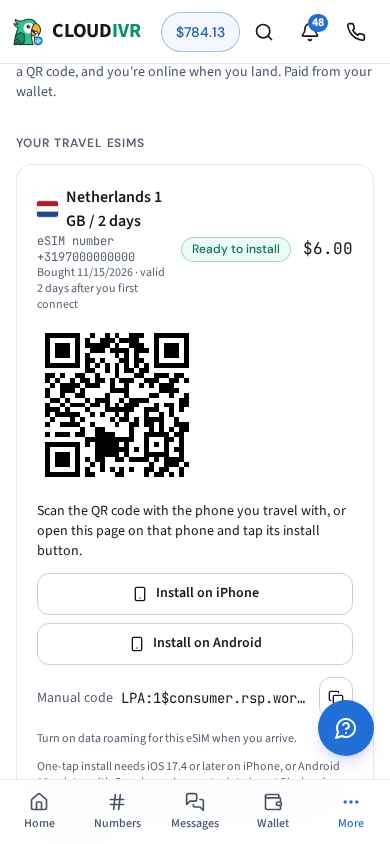 CLOUDIVR
$784.13
48
a QR code, and you're online when you land. Paid from your
wallet.
YOUR TRAVEL ESIMS
Netherlands 1
GB / 2 days
eSIM number
+3197000000000
Bought 11/15/2026 · valid
2 days after you first
connect
Ready to install
$6.00
Scan the QR code with the phone you travel with, or
open this page on that phone and tap its install
button.
Install on iPhone
Install on Android
Manual code LPA:1$consumer.rsp.wor…
Turn on data roaming for this eSIM when you arrive.
One-tap install needs iOS 17.4 or later on iPhone, or Android
Home
Numbers
Messages
Wallet
More